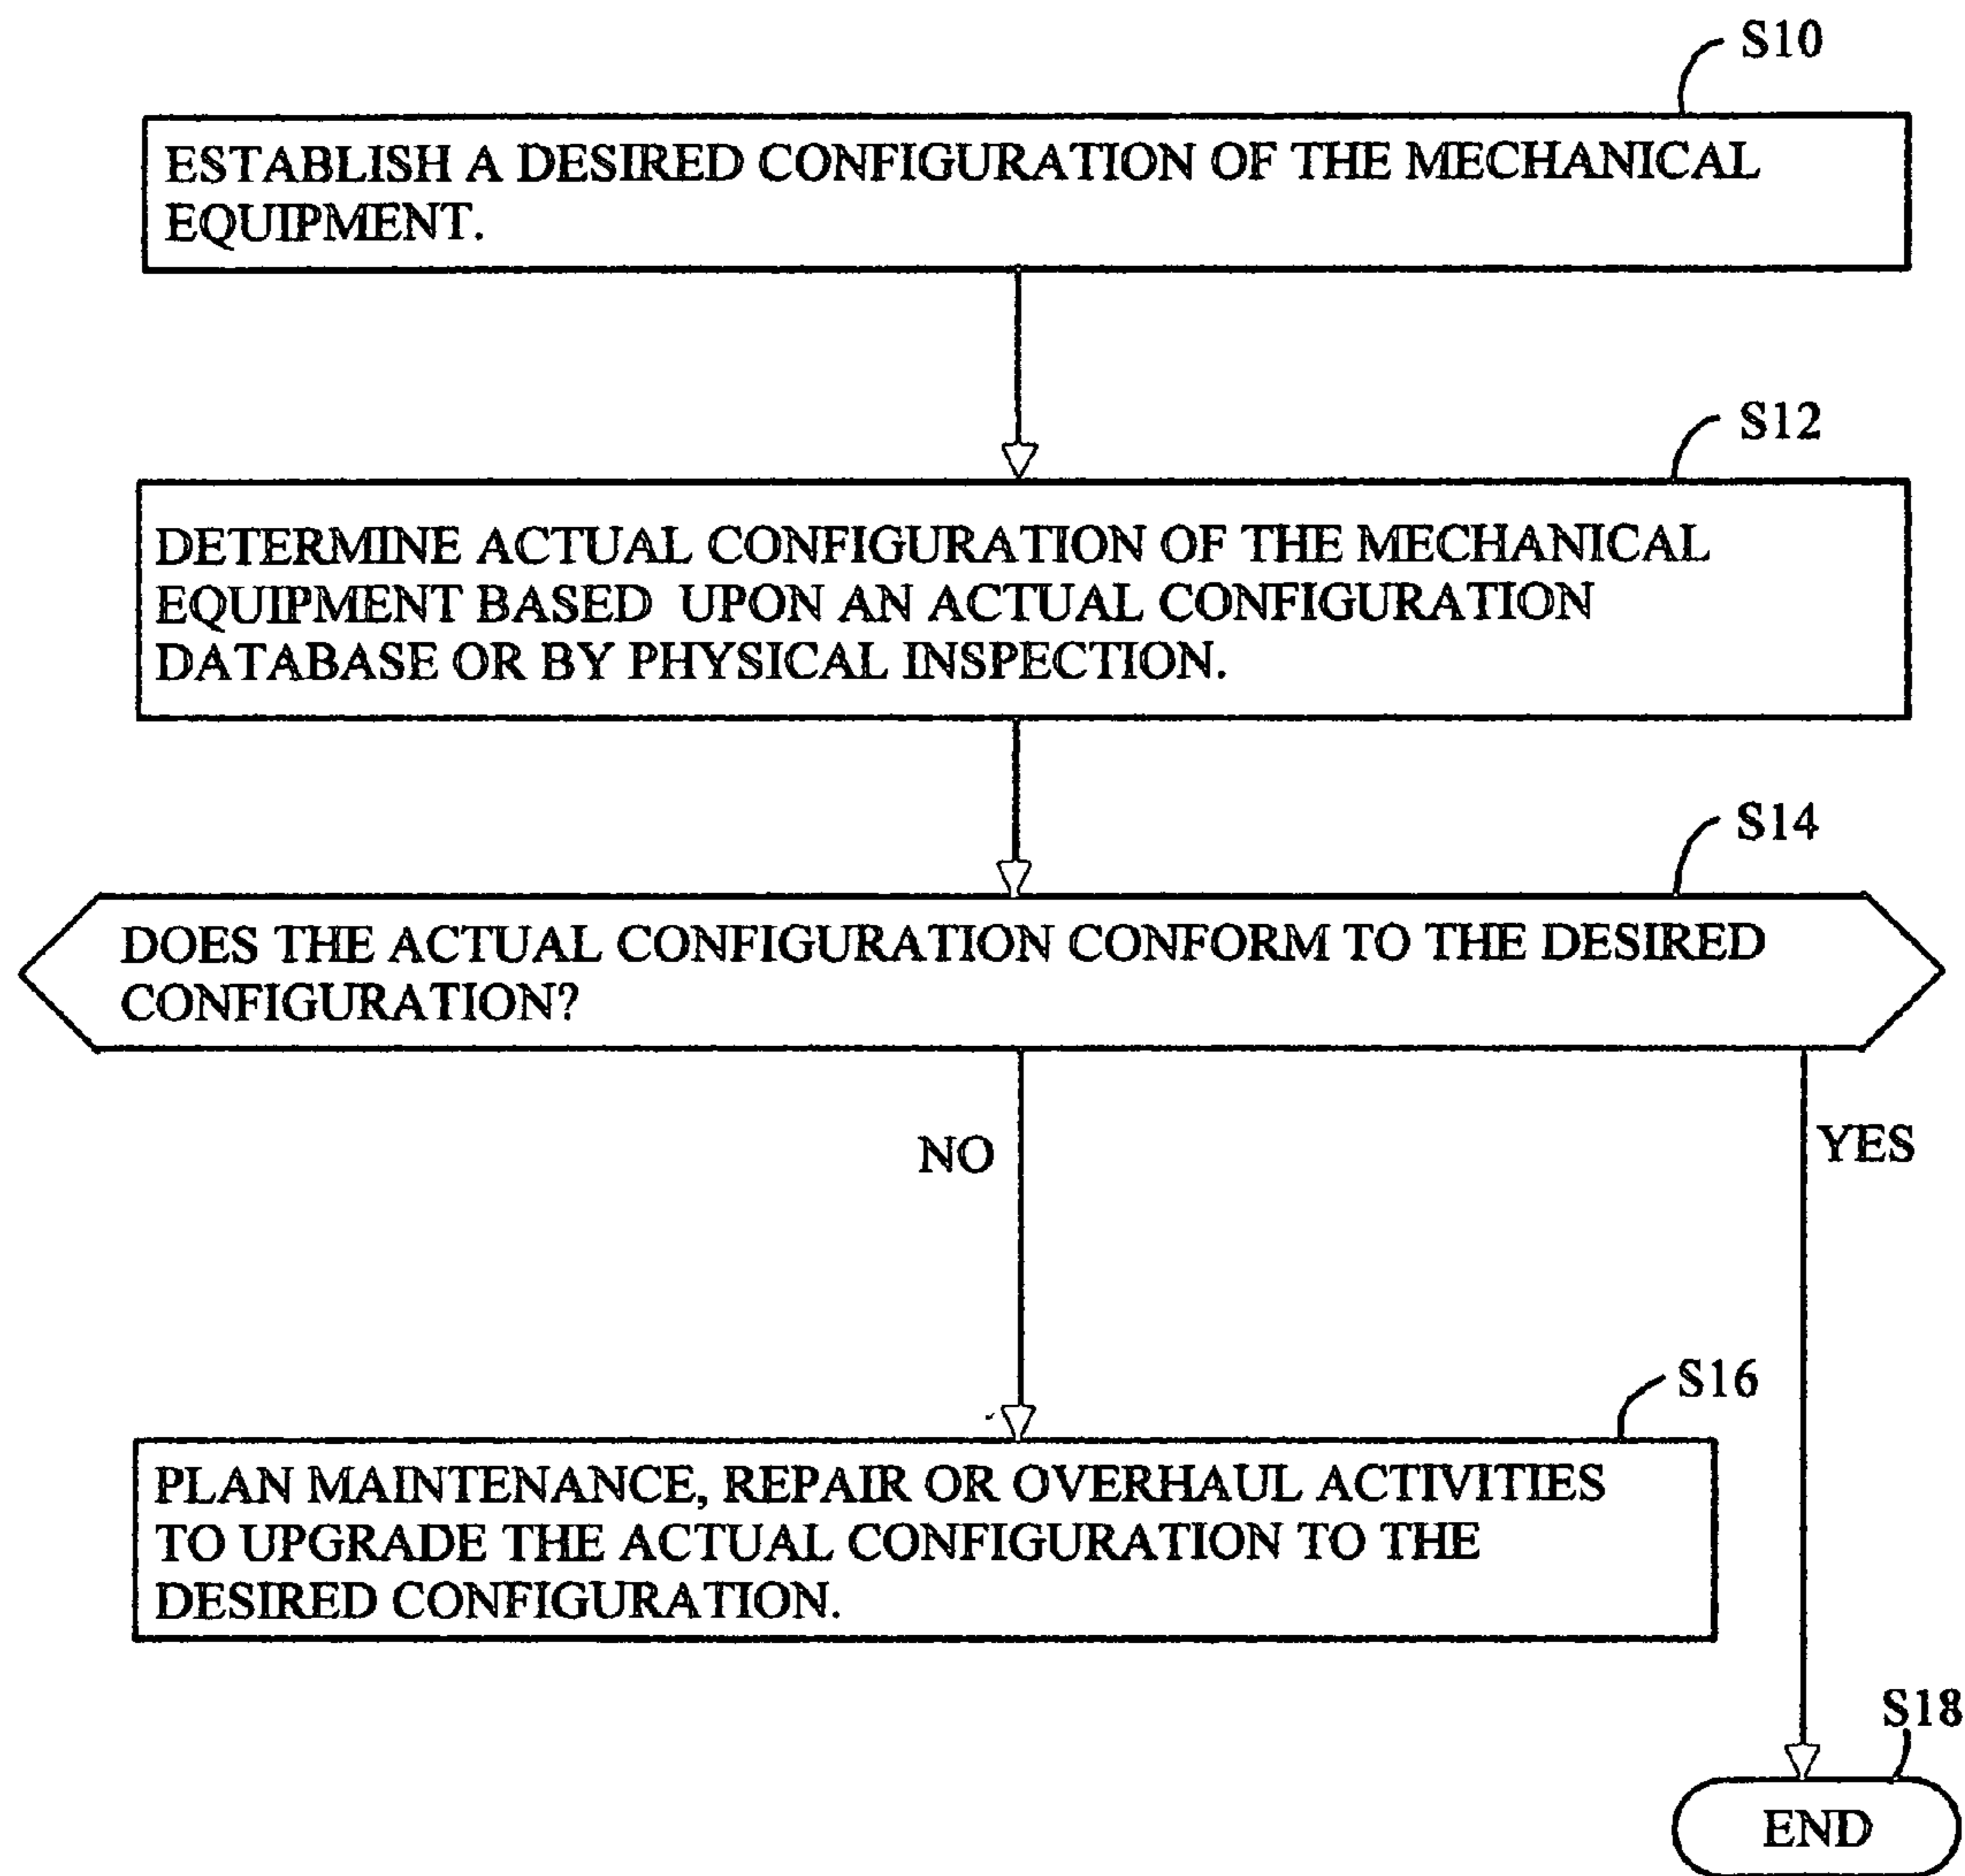 S10
ESTABLISH A DESIRED CONFIGURATION OF THE MECHANICAL
EQUIPMENT.
S12
DETERMINE ACTUAL CONFIGURATION OF THE MECHANICAL
EQUIPMENT BASED UPON AN ACTUAL CONFIGURATION
DATABASE OR BY PHYSICAL INSPECTION.
S14
DOES THE ACTUAL CONFIGURATION CONFORM TO THE DESIRED
CONFIGURATION?
NO
YES
S16
PLAN MAINTENANCE, REPAIR OR OVERHAUL ACTIVITIES
TO UPGRADE THE ACTUAL CONFIGURATION TO THE
DESIRED CONFIGURATION.
S18
END